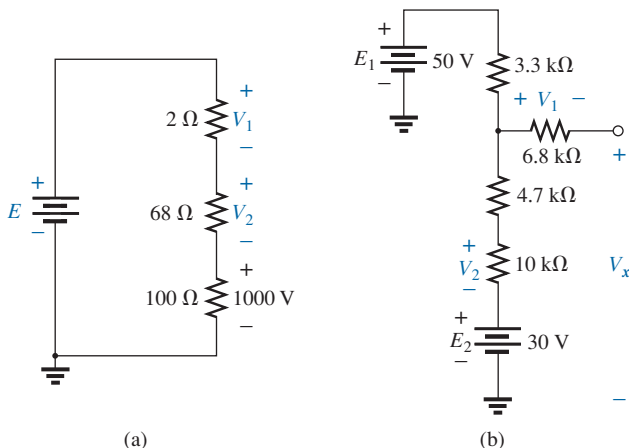 E
+
−
2 Ω
+
V1
−
68 Ω
+
V2
−
100 Ω
+
1000 V
−
(a)
E1
+
−
50 V
3.3 kΩ
+ V1 −
6.8 kΩ
+
4.7 kΩ
+
V2
−
10 kΩ
Vx
+
E2
−
30 V
−
(b)